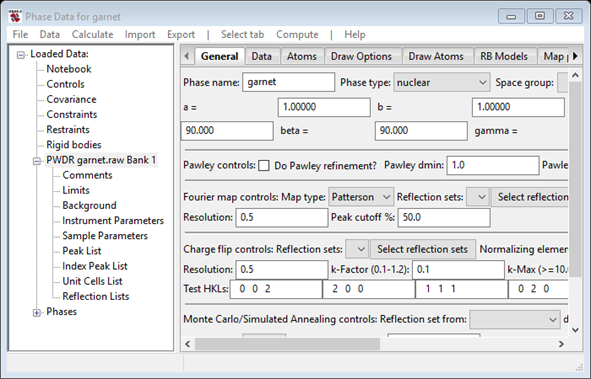 Phase Data for garnet
File Data Calculate Import Export | Select tab Compute | Help
Loaded Data:
Notebook
Controls
Covariance
Constraints
Restraints
Rigid bodies
PWDR garnet.raw Bank 1
Comments
Limits
Background
Instrument Parameters
Sample Parameters
Peak List
Index Peak List
Unit Cells List
Reflection Lists
Phases
General Data Atoms Draw Options Draw Atoms RB Models Map
Phase name: garnet Phase type: nuclear Space group:
a = 1.00000 b = 1.00000
90.000 beta = 90.000 gamma =
Pawley controls: Do Pawley refinement? Pawley dmin: 1.0 Pawle
Fourier map controls: Map type: Patterson Reflection sets: Select reflection
Resolution: 0.5 Peak cutoff %: 50.0
Charge flip controls: Reflection sets: Select reflection sets Normalizing elemen
Resolution: 0.5 k-Factor (0.1-1.2): 0.1 k-Max (>=10.
Test HKLs: 0 0 2 2 0 0 1 1 1 0 2 0
Monte Carlo/Simulated Annealing controls: Reflection set from: d